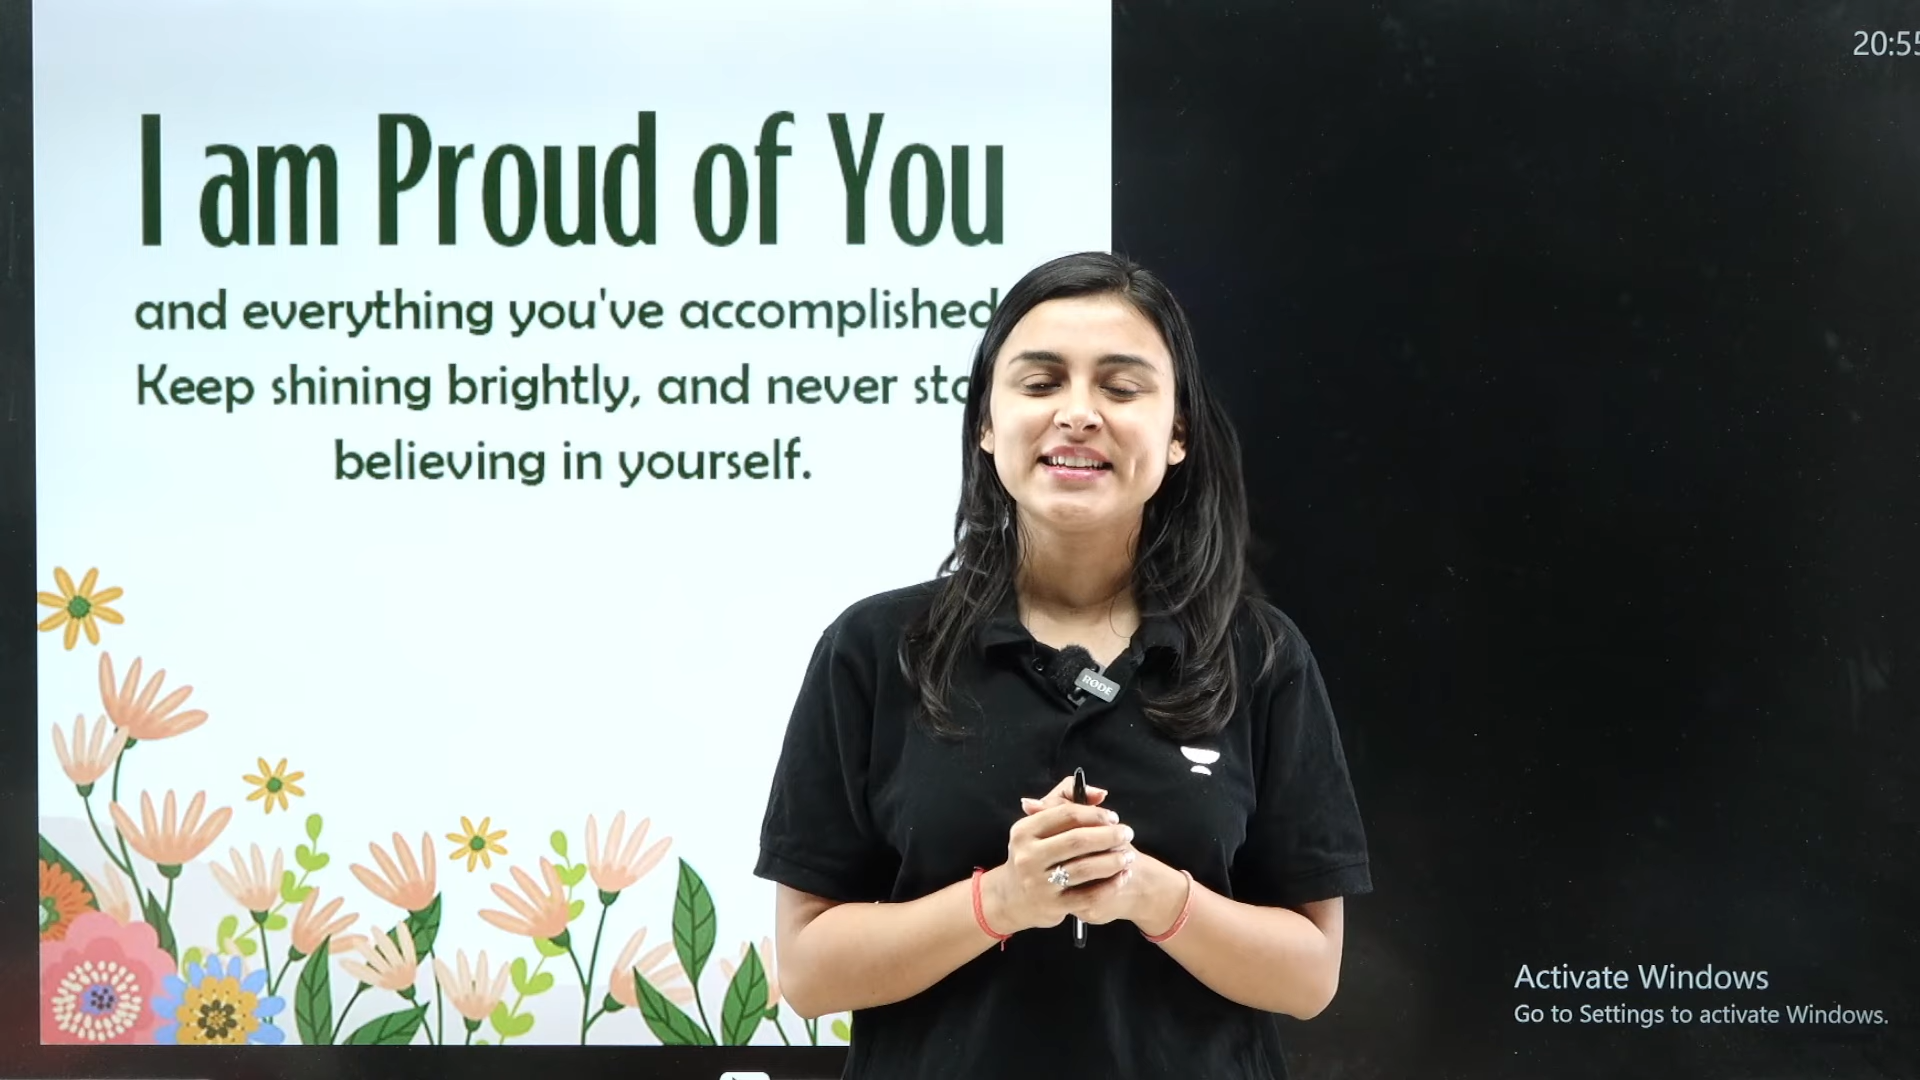 20:55
I am Proud of You
and everything you've accomplished
Keep shining brightly, and never
believing in yourself.
RØDE
Activate Windows
Go to Settings to activate Windows.